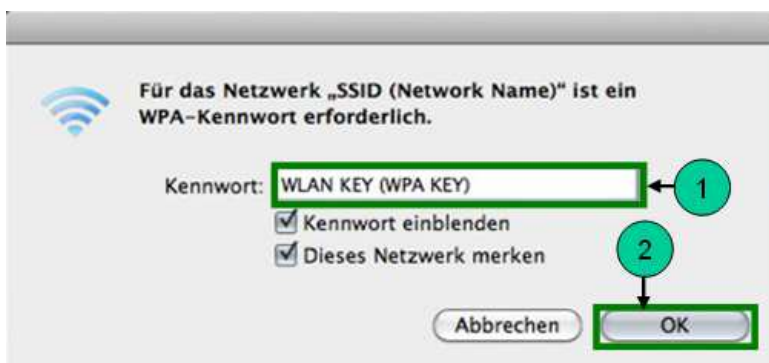 Für das Netzwerk „SSID (Network Name)“ ist ein
WPA-Kennwort erforderlich.
Kennwort: WLAN KEY (WPA KEY)
1
Kennwort einblenden
Dieses Netzwerk merken
2
Abbrechen OK